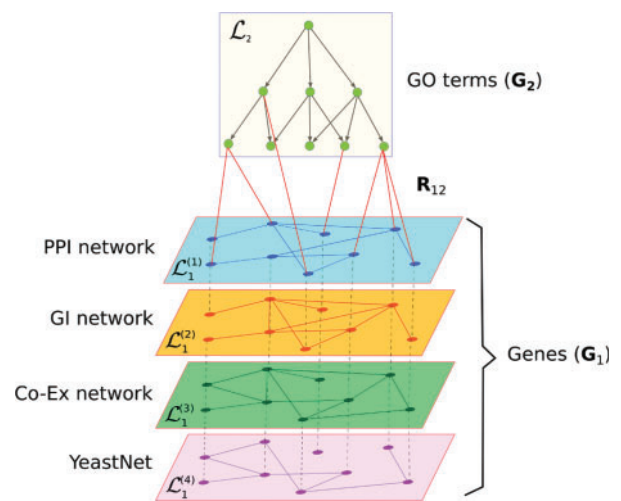 ℒ₂
GO terms (G₂)
R₁₂
PPI network
ℒ₁⁽¹⁾
GI network
ℒ₁⁽²⁾
Genes (G₁)
Co-Ex network
ℒ₁⁽³⁾
YeastNet
ℒ₁⁽⁴⁾